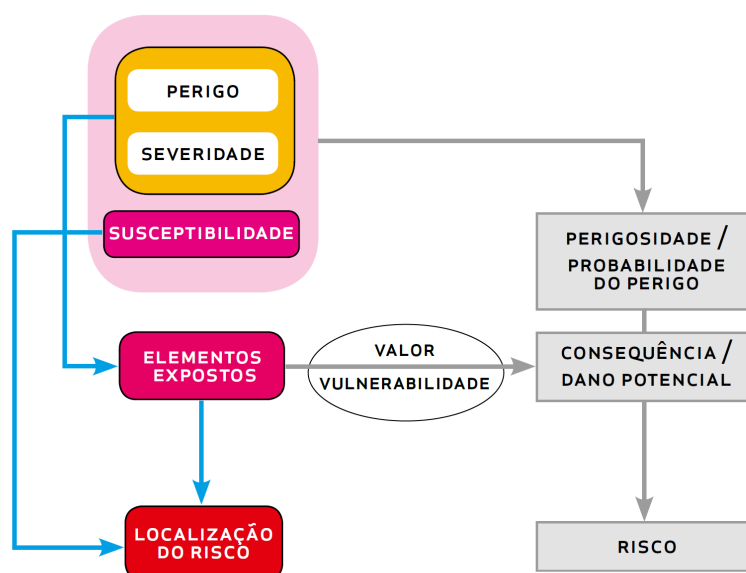 PERIGO
SEVERIDADE
SUSCEPTIBILIDADE
PERIGOSIDADE /
PROBABILIDADE
DO PERIGO
ELEMENTOS
EXPOSTOS
VALOR
VULNERABILIDADE
CONSEQUÊNCIA /
DANO POTENCIAL
LOCALIZAÇÃO
DO RISCO
RISCO